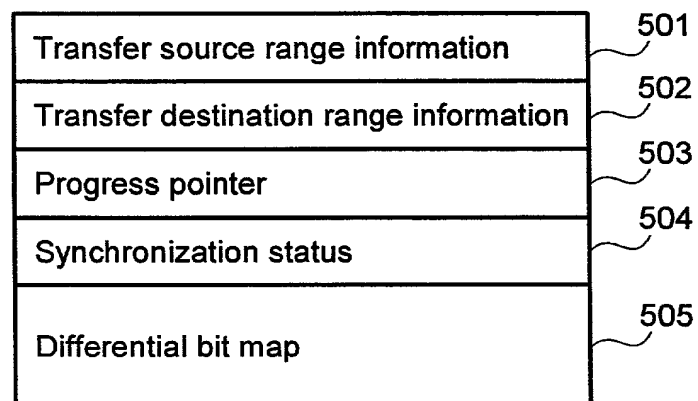 Transfer source range information 501
Transfer destination range information 502
Progress pointer 503
Synchronization status 504
Differential bit map 505